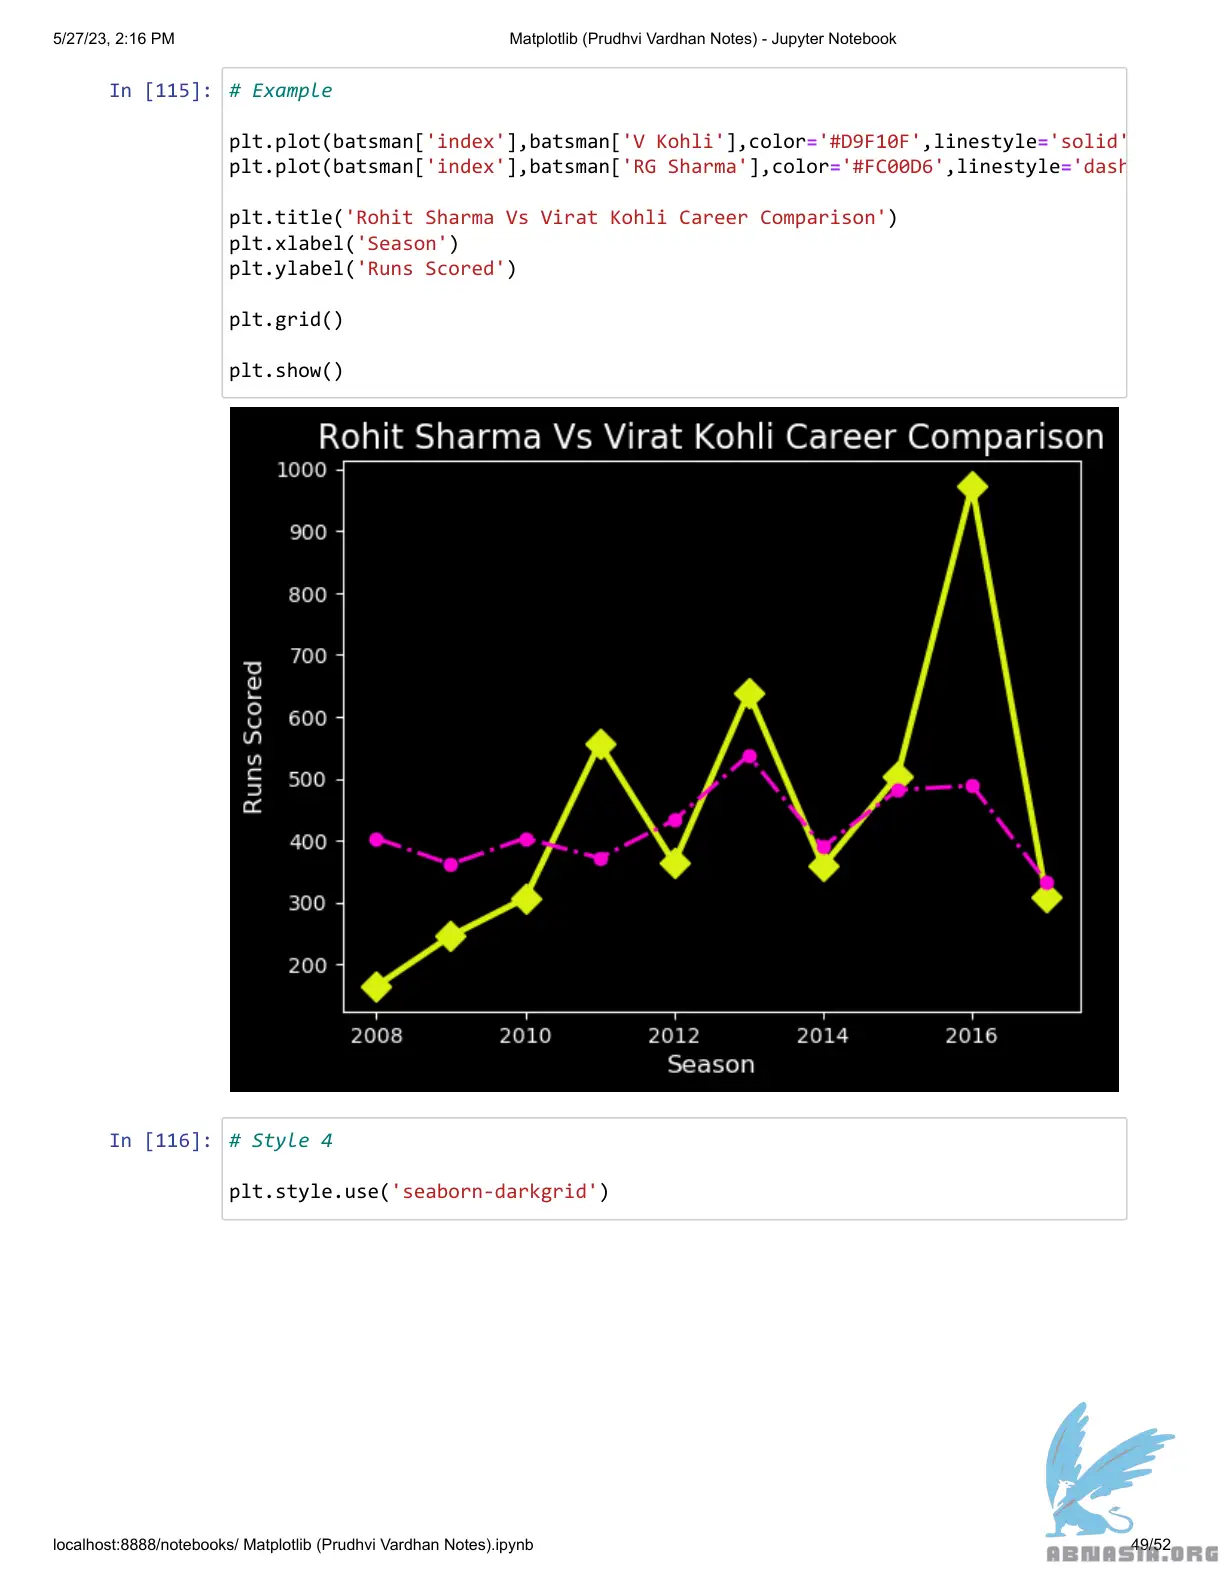 5/27/23, 2:16 PM
Matplotlib (Prudhvi Vardhan Notes) - Jupyter Notebook
In [115]:
# Example
plt.plot(batsman['index'],batsman['V Kohli'],color='#D9F10F',linestyle='solid'
plt.plot(batsman['index'],batsman['RG Sharma'],color='#FC00D6',linestyle='dash
plt.title('Rohit Sharma Vs Virat Kohli Career Comparison')
plt.xlabel('Season')
plt.ylabel('Runs Scored')
plt.grid()
plt.show()
Rohit Sharma Vs Virat Kohli Career Comparison
1000
900
800
700
600
500
400
300
200
Runs Scored
2008 2010 2012 2014 2016
Season
In [116]:
# Style 4
plt.style.use('seaborn-darkgrid')
localhost:8888/notebooks/ Matplotlib (Prudhvi Vardhan Notes).ipynb
49/52
ABNASIA.ORG